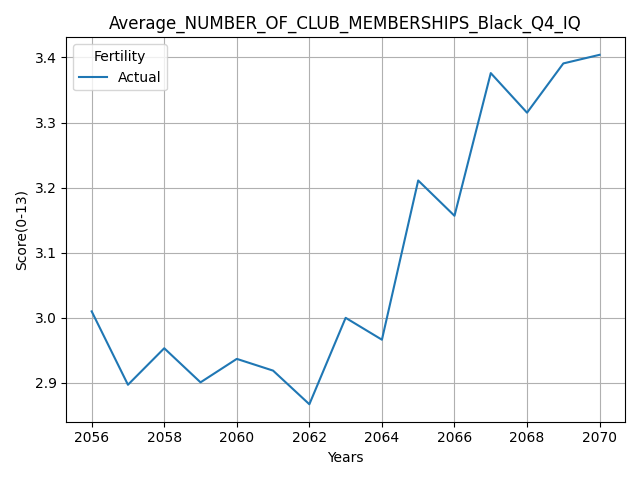 Average_NUMBER_OF_CLUB_MEMBERSHIPS_Black_Q4_IQ
Fertility
Actual
Score(0-13)
3.4
3.3
3.2
3.1
3.0
2.9
2056 2058 2060 2062 2064 2066 2068 2070
Years